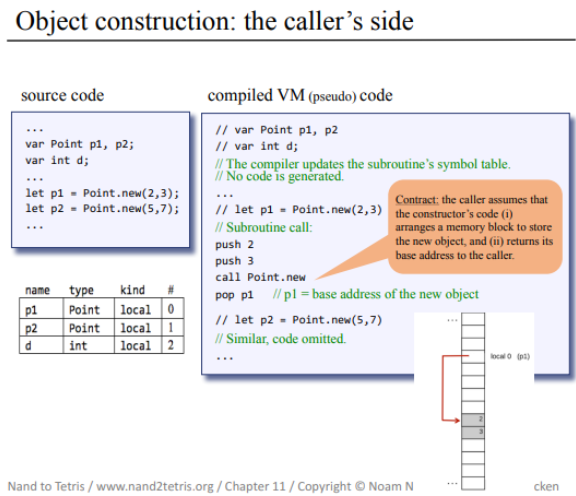 Object construction: the caller's side
source code
...
var Point p1, p2;
var int d;
...
let p1 = Point.new(2,3);
let p2 = Point.new(5,7);
...
name type kind #
p1 Point local 0
p2 Point local 1
d int local 2
compiled VM (pseudo) code
// var Point p1, p2
// var int d;
// The compiler updates the subroutine's symbol table.
// No code is generated.
...
// let p1 = Point.new(2,3)
// Subroutine call:
push 2
push 3
call Point.new
pop p1 // p1 = base address of the new object
// let p2 = Point.new(5,7)
// Similar, code omitted.
...
Contract: the caller assumes that
the constructor's code (i)
arranges a memory block to store
the new object, and (ii) returns its
base address to the caller.
...
local 0 (p1)
2
3
...
Nand to Tetris / www.nand2tetris.org / Chapter 11 / Copyright © Noam N cken